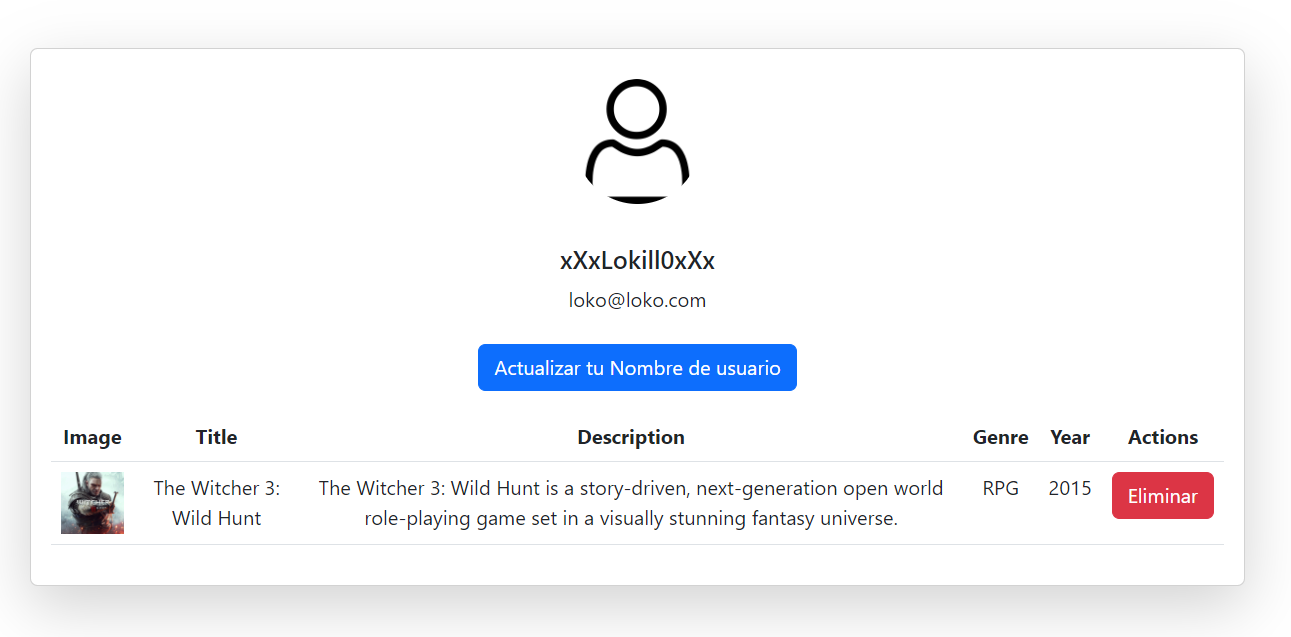 xXxLokill0xXx
loko@loko.com
Actualizar tu Nombre de usuario
Image Title Description Genre Year Actions
The Witcher 3: The Witcher 3: Wild Hunt is a story-driven, next-generation open world RPG 2015 Eliminar
Wild Hunt role-playing game set in a visually stunning fantasy universe.